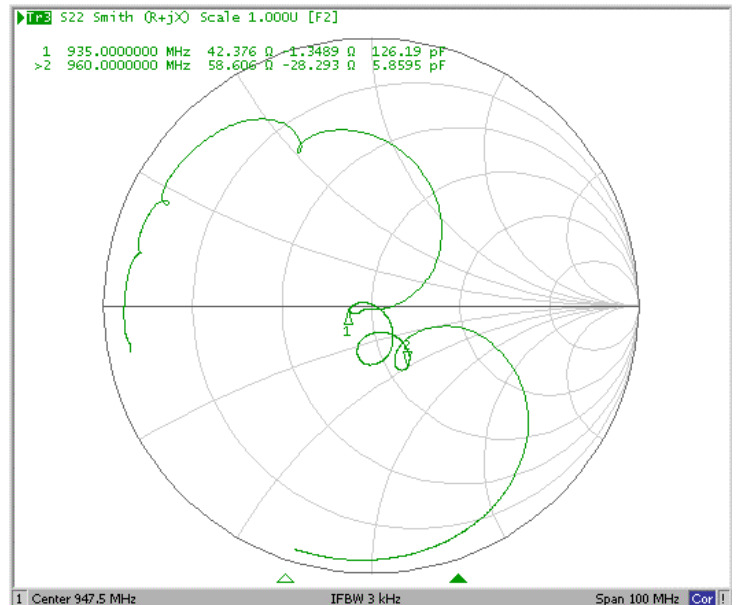 Tr3 S22 Smith (R+jX) Scale 1.000U [F2]
1 935.0000000 MHz 42.376 Ω -1.3489 Ω 126.19 pF
>2 960.0000000 MHz 58.606 Ω -28.293 Ω 5.8595 pF
1
2
1 Center 947.5 MHz IFBW 3 kHz Span 100 MHz Cor !